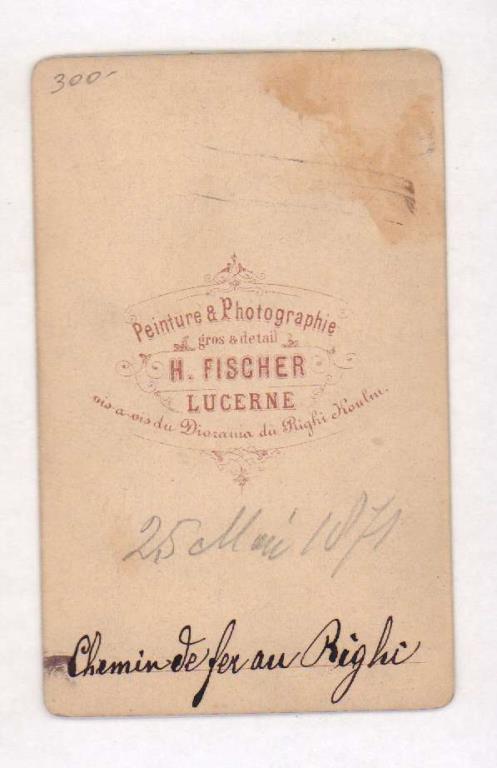 300.-
Peinture & Photographie
gros & detail
H. FISCHER
LUCERNE
vis-a-vis du Diorama du Righi Koulm.
25 Mai 1871
Chemin de fer au Righi